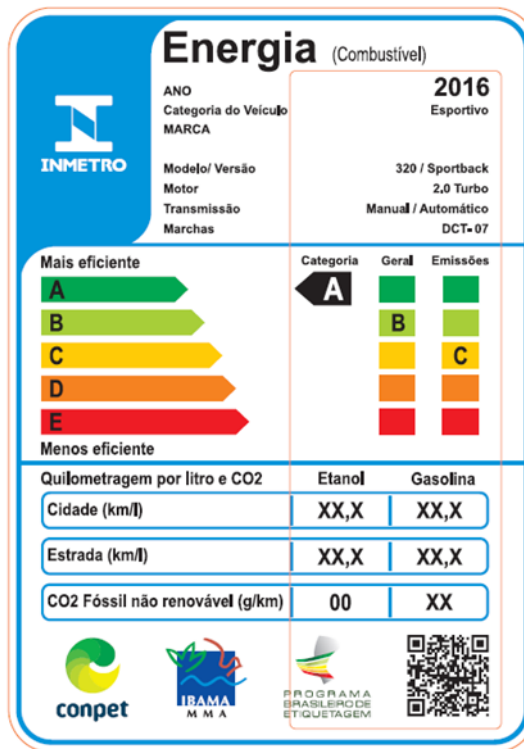 Energia (Combustível)
ANO 2016
Categoria do Veículo Esportivo
MARCA
INMETRO
Modelo/ Versão 320 / Sportback
Motor 2.0 Turbo
Transmissão Manual / Automático
Marchas DCT- 07
Mais eficiente Categoria Geral Emissões
A A
B B
C C
D
E
Menos eficiente
Quilometragem por litro e CO2 Etanol Gasolina
Cidade (km/l) XX,X XX,X
Estrada (km/l) XX,X XX,X
CO2 Fóssil não renovável (g/km) 00 XX
conpet
IBAMA
MMA
PROGRAMA
BRASILEIRO DE
ETIQUETAGEM